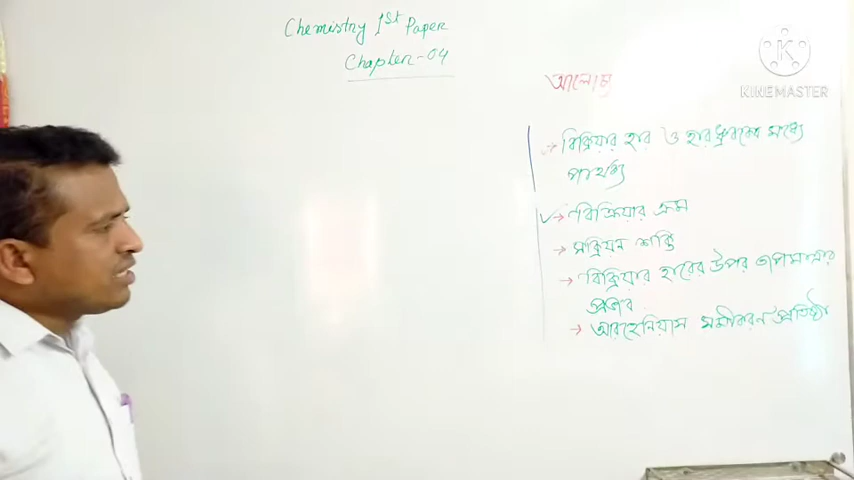 Chemistry 1st Paper
Chapter-04
আলোচ্য
→ বিক্রিয়ার হার ও হার ধ্রুবকের মধ্যে
পার্থক্য
→ বিক্রিয়ার ক্রম
→ সক্রিয়ন শক্তি
→ বিক্রিয়ার হারের উপর তাপমাত্রার
প্রভাব
→ আরহেনিয়াস সমীকরণ প্রতিষ্ঠা
K
KINEMASTER